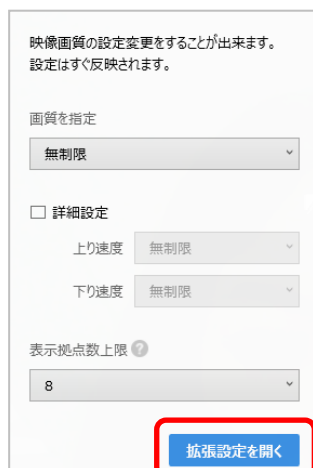 映像画質の設定変更をすることが出来ます。
設定はすぐ反映されます。
画質を指定
無制限
詳細設定
上り速度 無制限
下り速度 無制限
表示拠点数上限 ?
8
拡張設定を開く